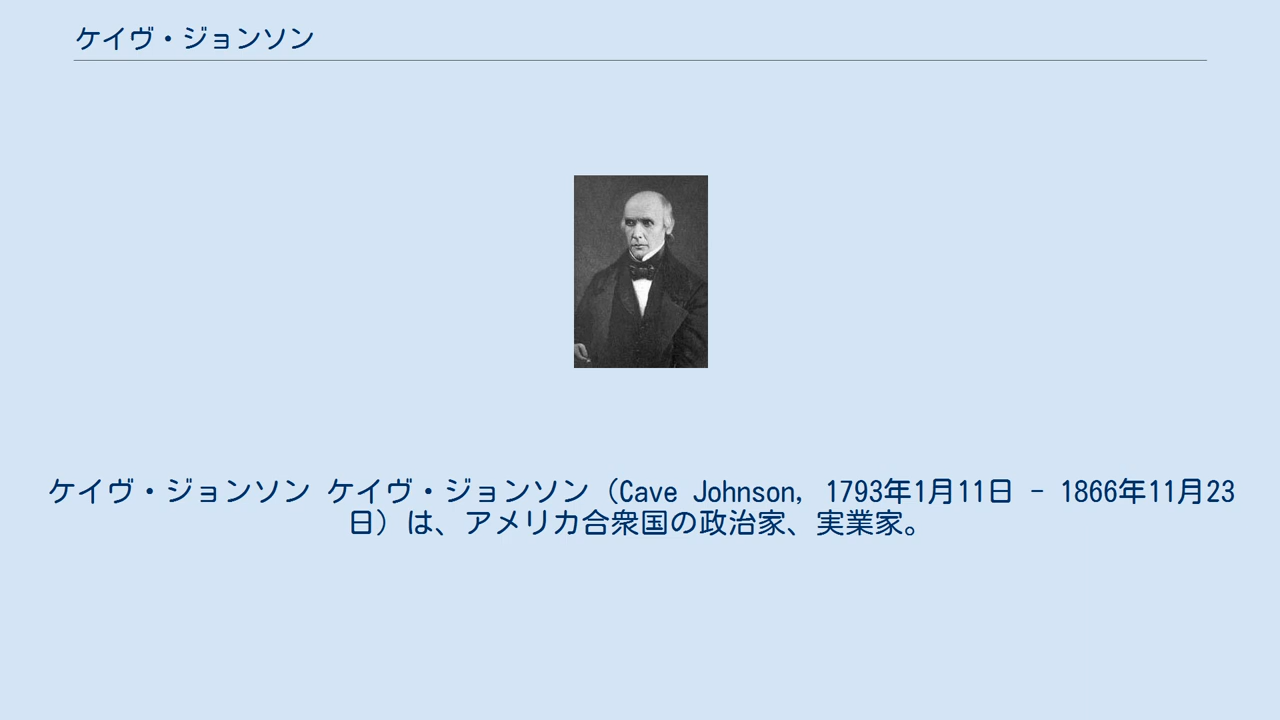 ケイヴ・ジョンソン
ケイヴ・ジョンソン ケイヴ・ジョンソン（Cave Johnson, 1793年1月11日 - 1866年11月23
日）は、アメリカ合衆国の政治家、実業家。